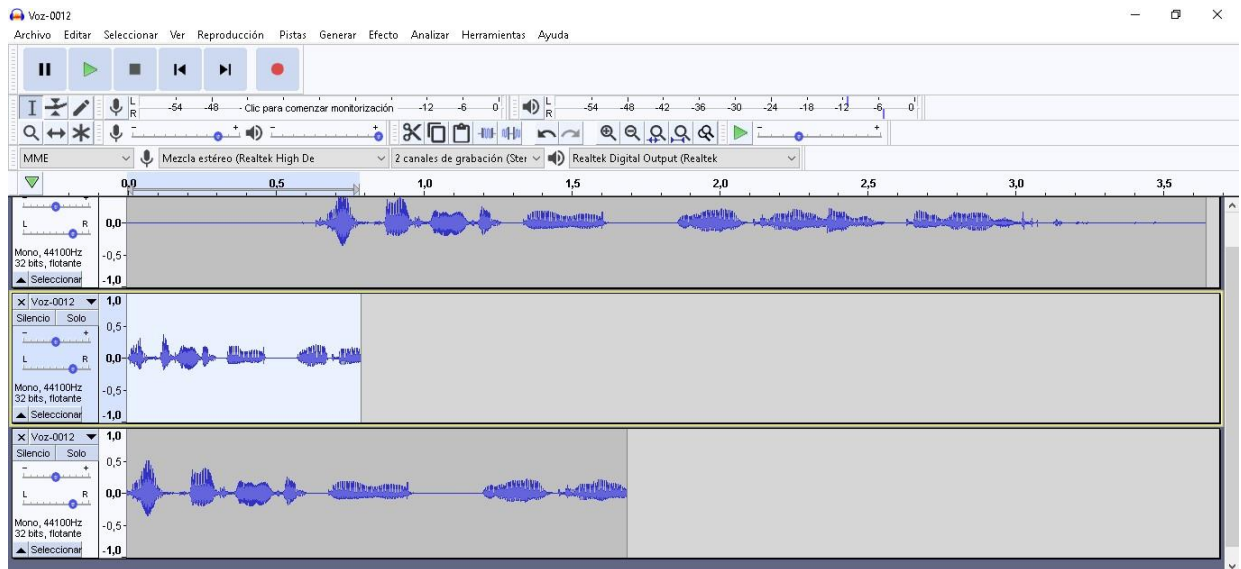 Voz-0012
Archivo Editar Seleccionar Ver Reproducción Pistas Generar Efecto Analizar Herramientas Ayuda
L
R
-54 -48 - Clic para comenzar monitorización -12 -6 0
L
R
-54 -48 -42 -36 -30 -24 -18 -12 -6 0
MME
Mezcla estéreo (Realtek High De
2 canales de grabación (Ster
Realtek Digital Output (Realtek
0,0 0,5 1,0 1,5 2,0 2,5 3,0 3,5
L R
Mono, 44100Hz
32 bits, flotante
Seleccionar
0,0
-0,5
-1,0
Voz-0012
Silencio Solo
- +
L R
Mono, 44100Hz
32 bits, flotante
Seleccionar
1,0
0,5
0,0
-0,5
-1,0
Voz-0012
Silencio Solo
- +
L R
Mono, 44100Hz
32 bits, flotante
Seleccionar
1,0
0,5
0,0
-0,5
-1,0